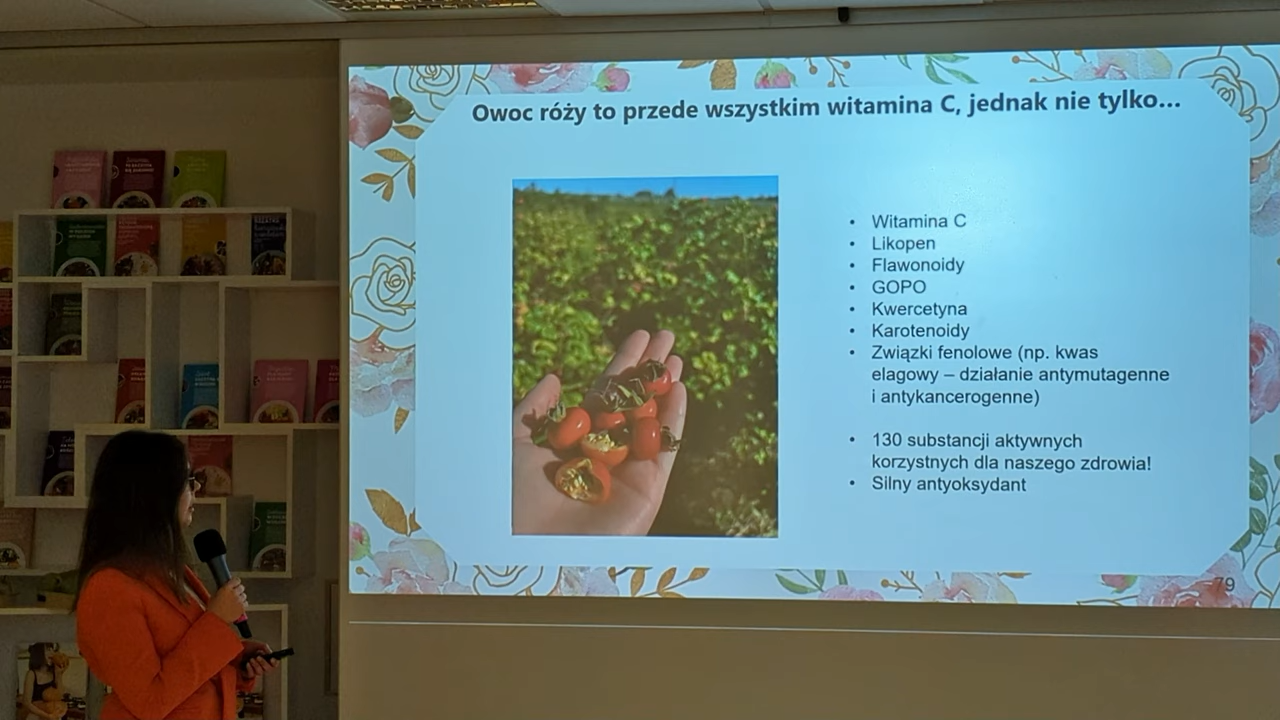 Owoc róży to przede wszystkim witamina C, jednak nie tylko...
• Witamina C
• Likopen
• Flawonoidy
• GOPO
• Kwercetyna
• Karotenoidy
• Związki fenolowe (np. kwas
elagowy – działanie antymutagenne
i antykancerogenne)
• 130 substancji aktywnych
korzystnych dla naszego zdrowia!
• Silny antyoksydant
79